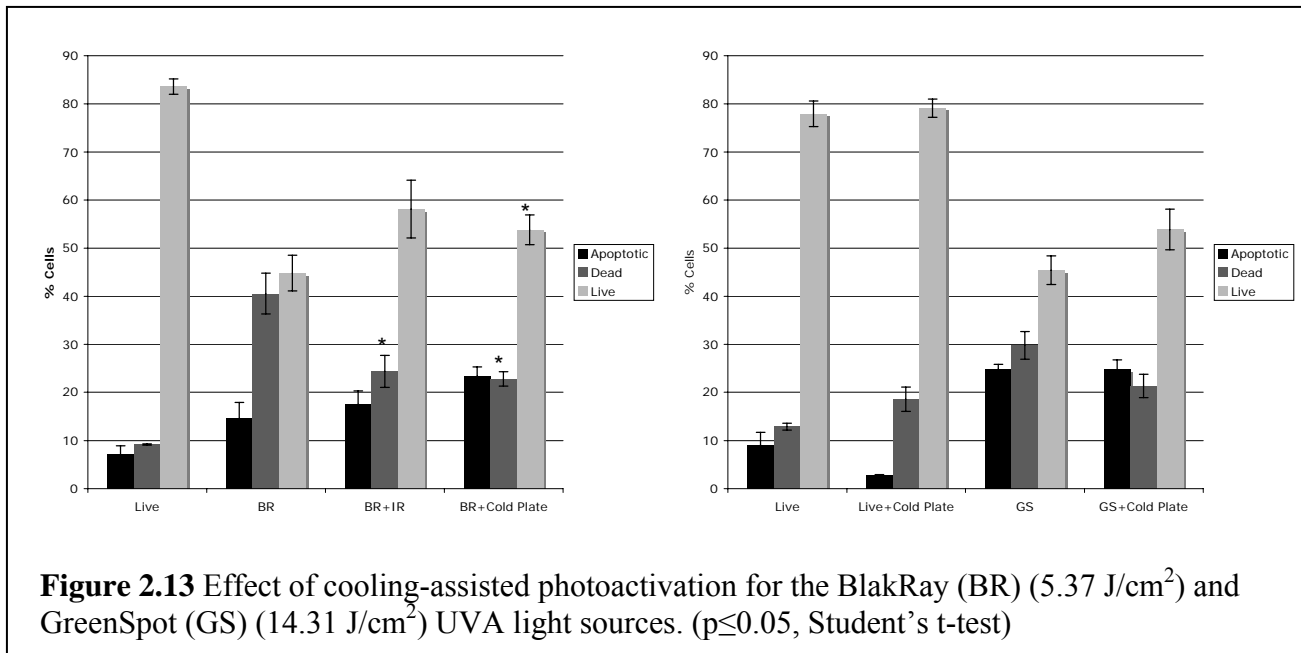 90
80
70
60
50
40
30
20
10
0
% Cells
*
*
*
Live
BR
BR+IR
BR+Cold Plate
Apoptotic
Dead
Live
90
80
70
60
50
40
30
20
10
0
% Cells
Live
Live+Cold Plate
GS
GS+Cold Plate
Apoptotic
Dead
Live
Figure 2.13 Effect of cooling-assisted photoactivation for the BlakRay (BR) (5.37 J/cm²) and
GreenSpot (GS) (14.31 J/cm²) UVA light sources. (p≤0.05, Student’s t-test)